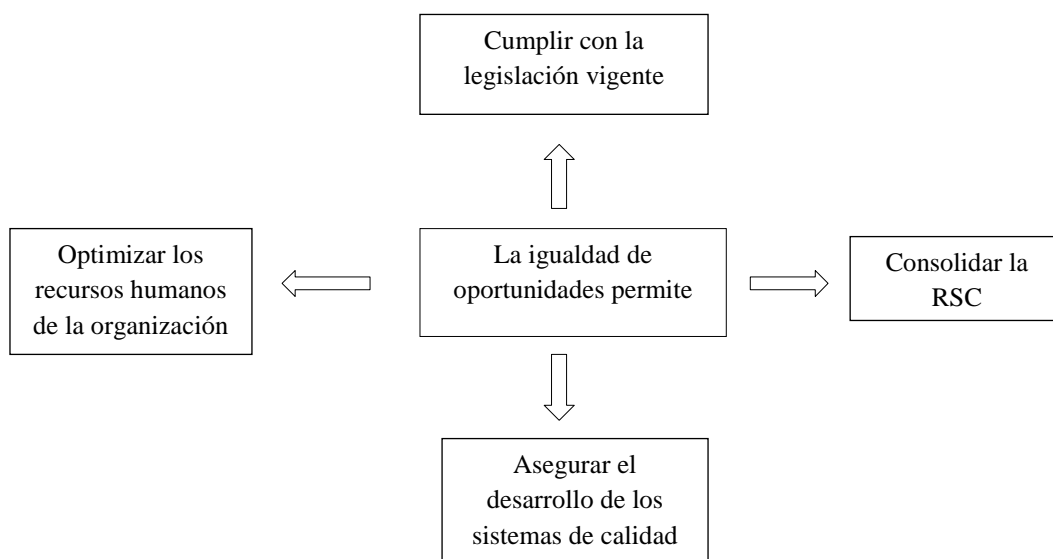 Cumplir con la
legislación vigente
Optimizar los
recursos humanos
de la organización
La igualdad de
oportunidades permite
Consolidar la
RSC
Asegurar el
desarrollo de los
sistemas de calidad